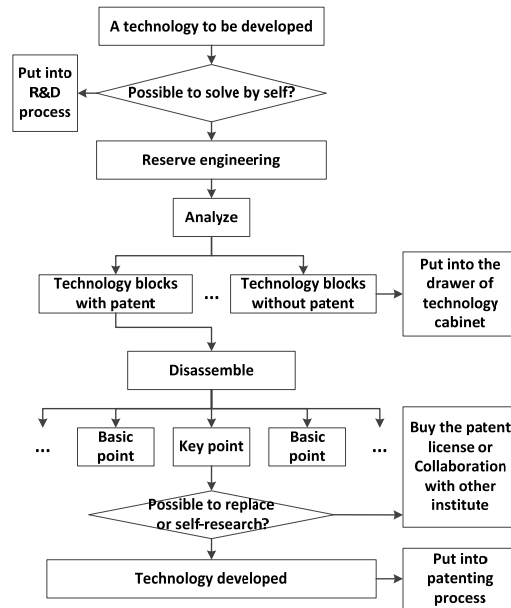 A technology to be developed
Put into
R&D
process
Possible to solve by self?
Reserve engineering
Analyze
Technology blocks
with patent
...
Technology blocks
without patent
Put into the
drawer of
technology
cabinet
Disassemble
...
Basic
point
Key point
Basic
point
...
Buy the patent
license or
Collaboration
with other
institute
Possible to replace
or self-research?
Technology developed
Put into
patenting
process